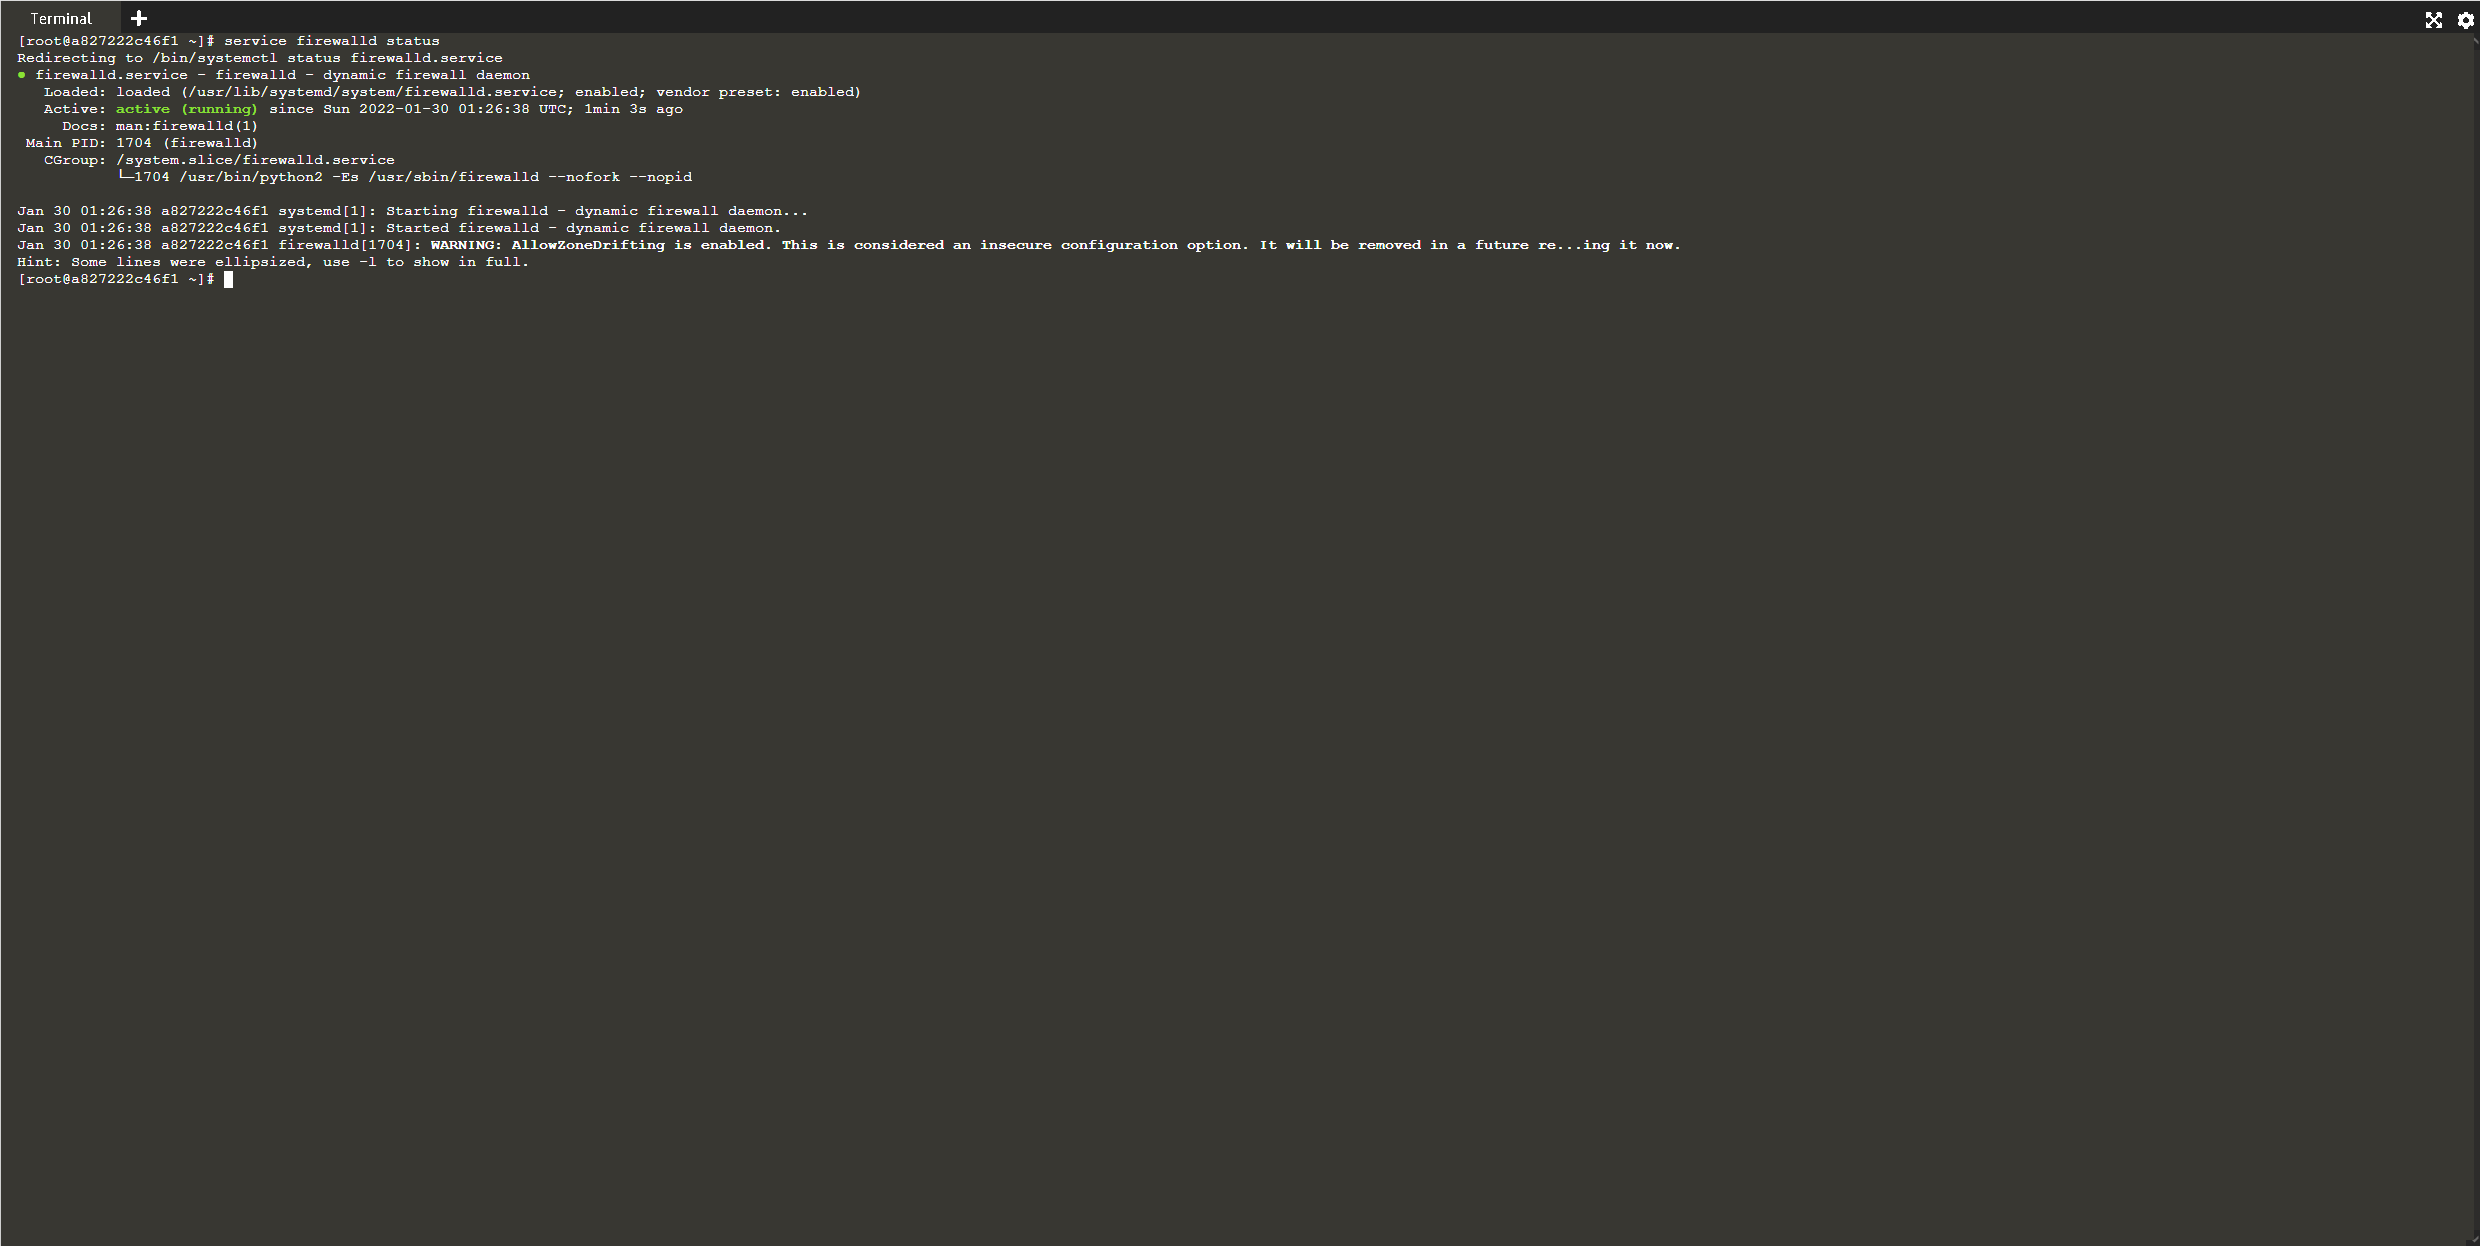 Terminal
[root@a827222c46f1 ~]# service firewalld status
Redirecting to /bin/systemctl status firewalld.service
● firewalld.service - firewalld - dynamic firewall daemon
   Loaded: loaded (/usr/lib/systemd/system/firewalld.service; enabled; vendor preset: enabled)
   Active: active (running) since Sun 2022-01-30 01:26:38 UTC; 1min 3s ago
     Docs: man:firewalld(1)
 Main PID: 1704 (firewalld)
   CGroup: /system.slice/firewalld.service
           └─1704 /usr/bin/python2 -Es /usr/sbin/firewalld --nofork --nopid
Jan 30 01:26:38 a827222c46f1 systemd[1]: Starting firewalld - dynamic firewall daemon...
Jan 30 01:26:38 a827222c46f1 systemd[1]: Started firewalld - dynamic firewall daemon.
Jan 30 01:26:38 a827222c46f1 firewalld[1704]: WARNING: AllowZoneDrifting is enabled. This is considered an insecure configuration option. It will be removed in a future re...ing it now.
Hint: Some lines were ellipsized, use -l to show in full.
[root@a827222c46f1 ~]#